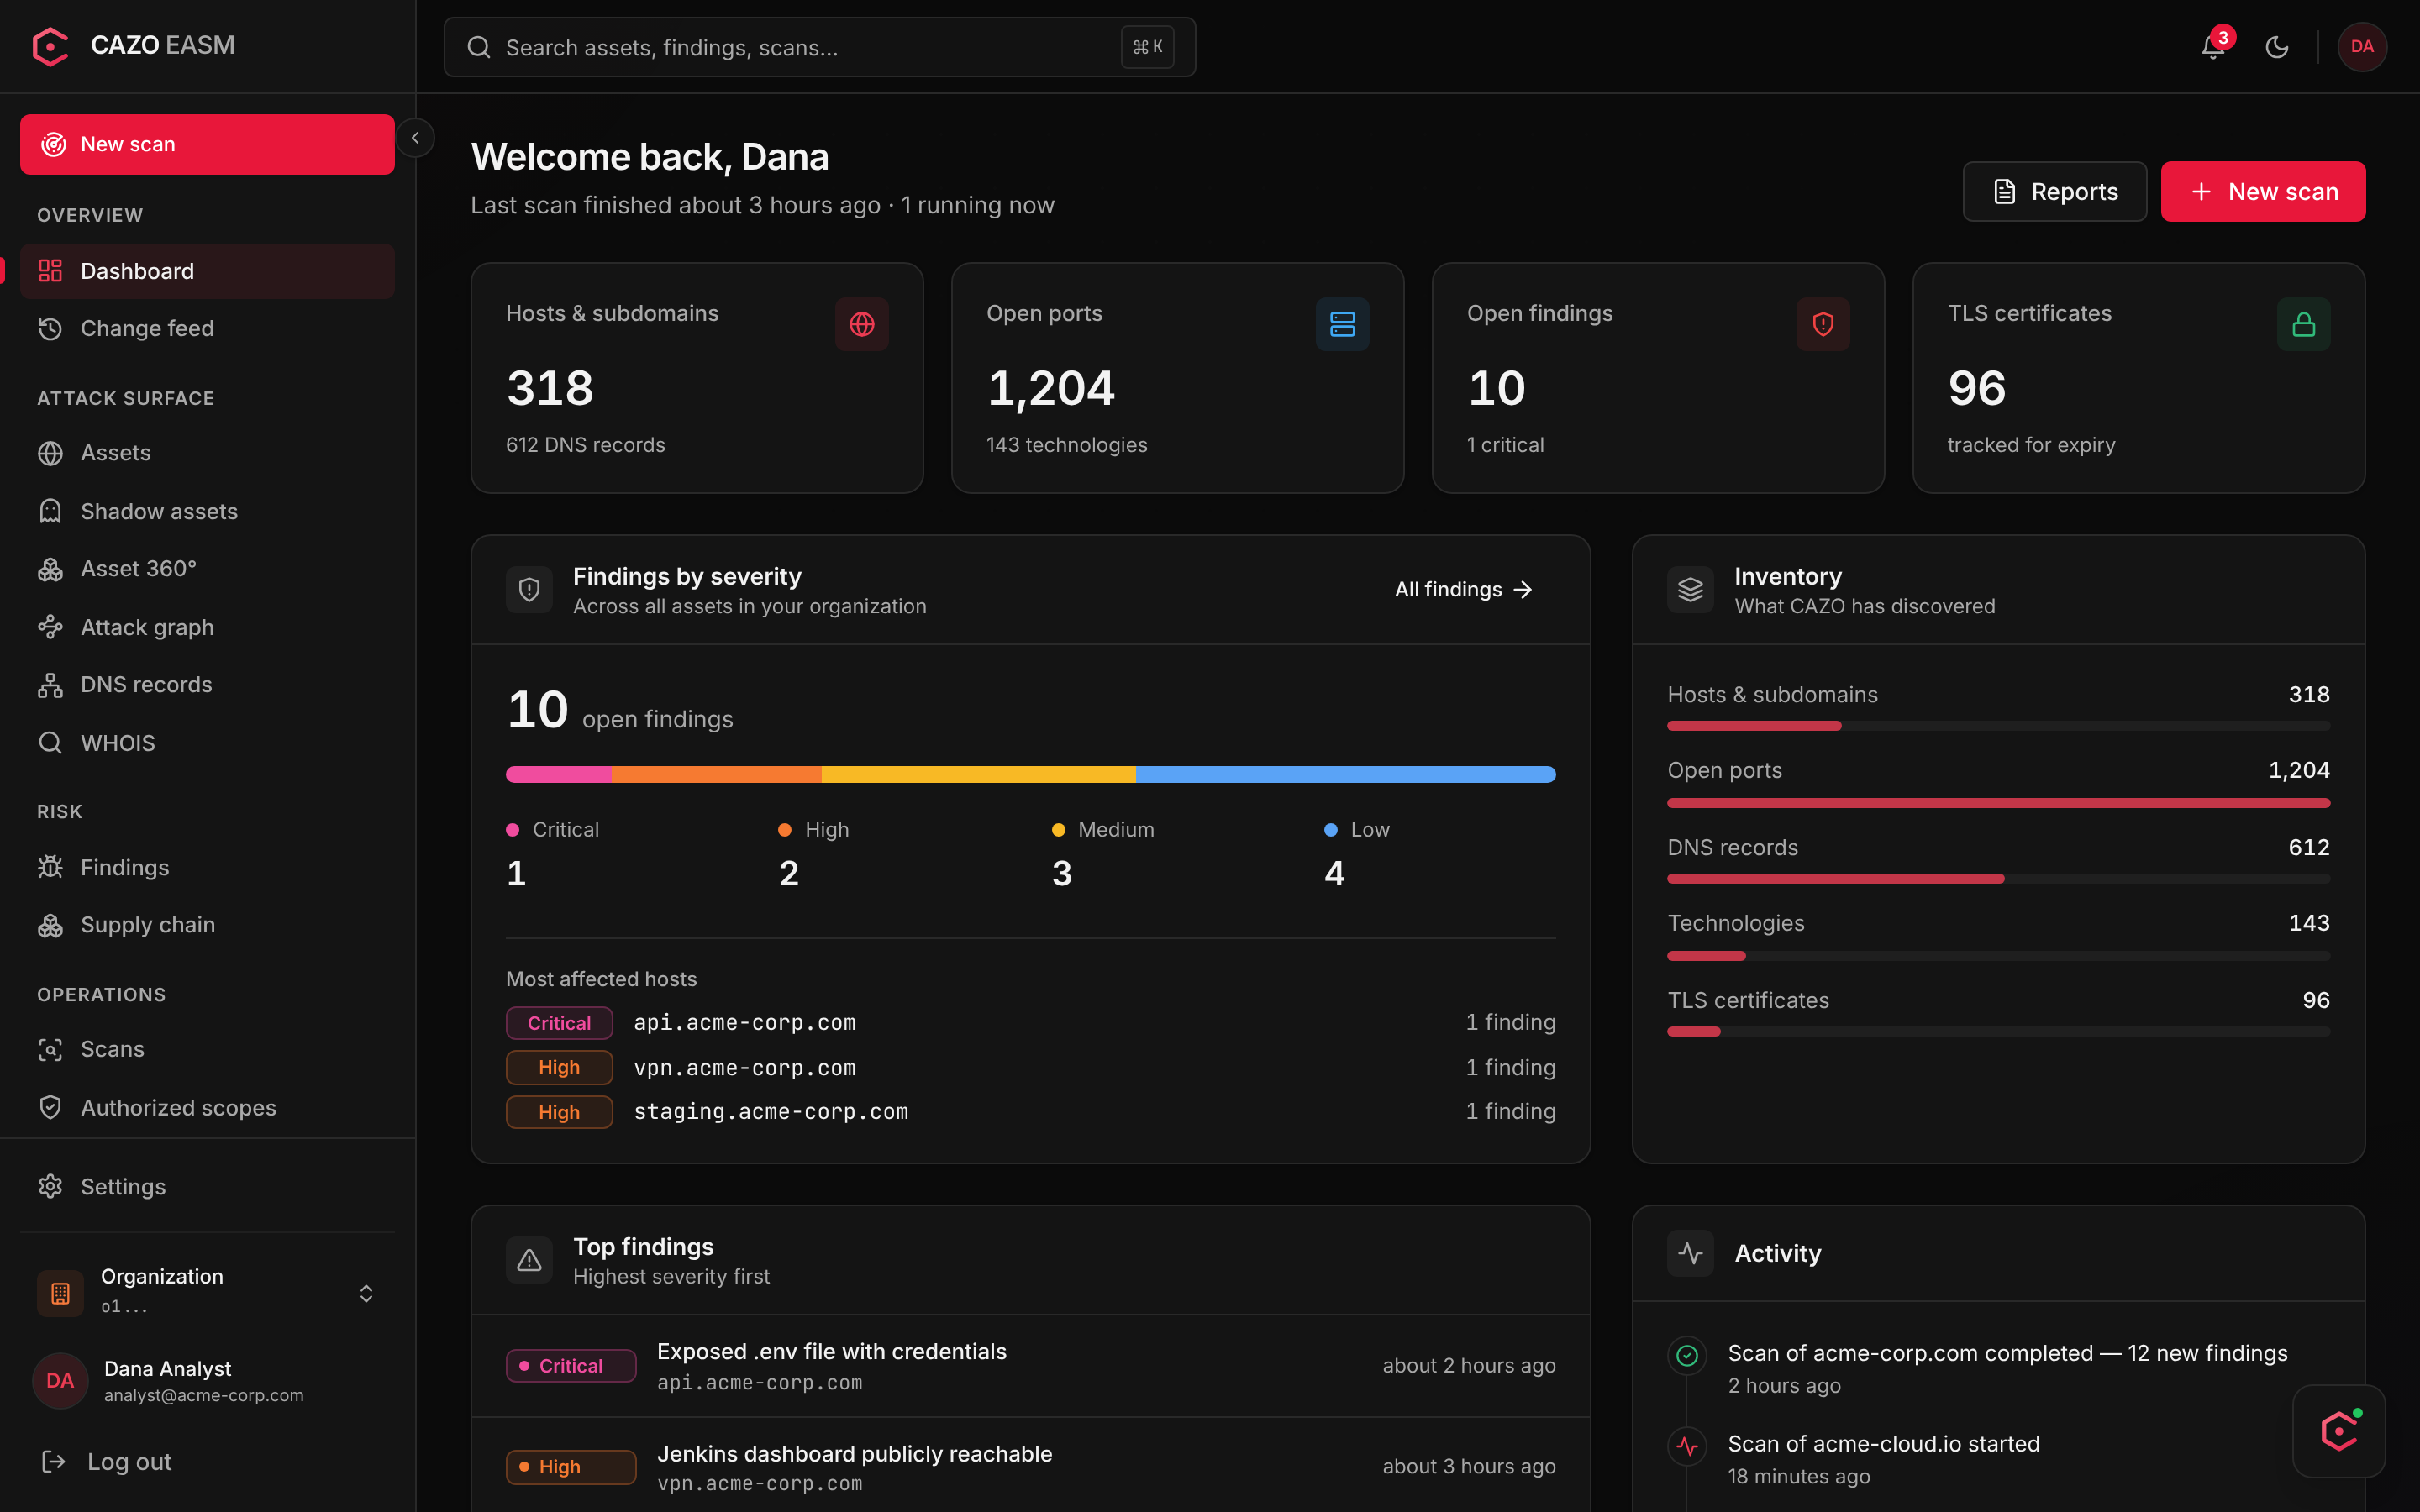 CAZO EASM
Search assets, findings, scans...
⌘ K
3
DA
New scan
OVERVIEW
Dashboard
Change feed
ATTACK SURFACE
Assets
Shadow assets
Asset 360°
Attack graph
DNS records
WHOIS
RISK
Findings
Supply chain
OPERATIONS
Scans
Authorized scopes
Settings
Organization
o1...
DA
Dana Analyst
analyst@acme-corp.com
Log out
Welcome back, Dana
Last scan finished about 3 hours ago · 1 running now
Reports
New scan
Hosts & subdomains
318
612 DNS records
Open ports
1,204
143 technologies
Open findings
10
1 critical
TLS certificates
96
tracked for expiry
Findings by severity
Across all assets in your organization
All findings
10 open findings
Critical
1
High
2
Medium
3
Low
4
Most affected hosts
Critical api.acme-corp.com 1 finding
High vpn.acme-corp.com 1 finding
High staging.acme-corp.com 1 finding
Inventory
What CAZO has discovered
Hosts & subdomains 318
Open ports 1,204
DNS records 612
Technologies 143
TLS certificates 96
Top findings
Highest severity first
Critical
Exposed .env file with credentials
api.acme-corp.com
about 2 hours ago
High
Jenkins dashboard publicly reachable
vpn.acme-corp.com
about 3 hours ago
Activity
Scan of acme-corp.com completed — 12 new findings
2 hours ago
Scan of acme-cloud.io started
18 minutes ago